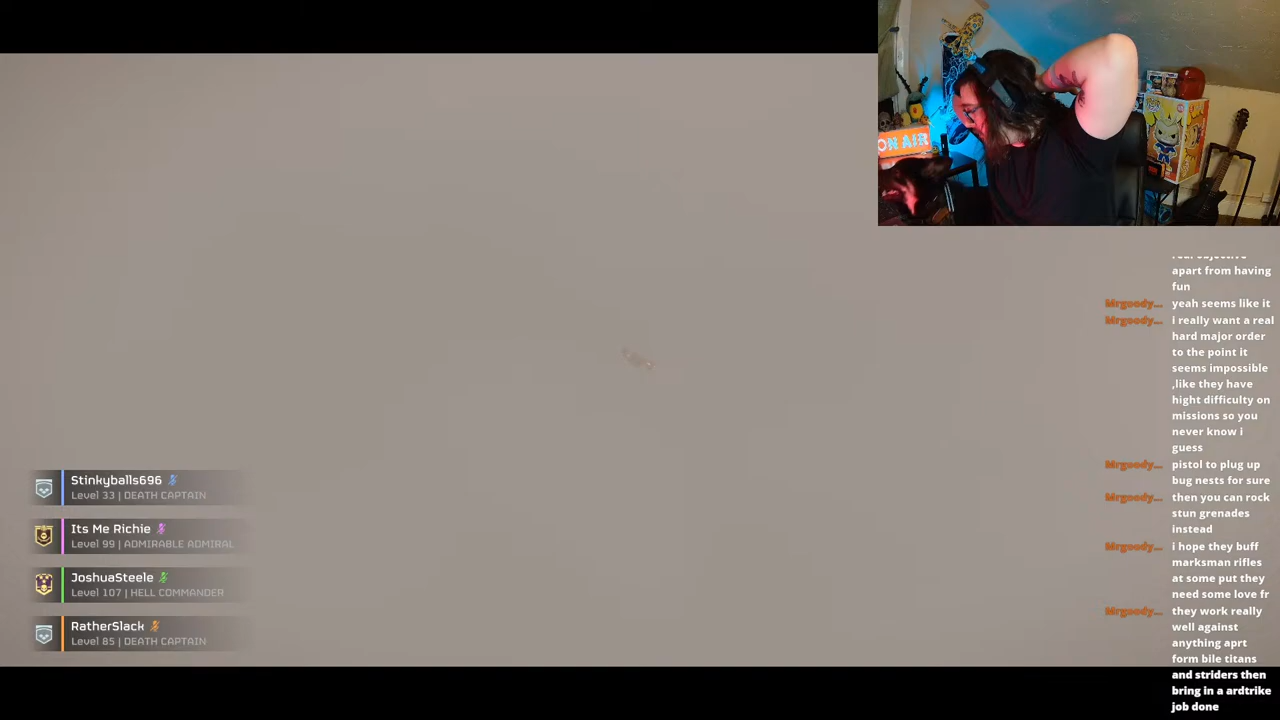 ON AIR
apart from having
fun
Mrgoody... yeah seems like it
Mrgoody... i really want a real
hard major order
to the point it
seems impossible
,like they have
hight difficulty on
missions so you
never know i
guess
Mrgoody... pistol to plug up
bug nests for sure
Mrgoody... then you can rock
stun grenades
instead
Mrgoody... i hope they buff
marksman rifles
at some put they
need some love fr
Mrgoody... they work really
well against
anything aprt
form bile titans
and striders then
bring in a ardtrike
job done
Stinkyballs696
Level 33 | DEATH CAPTAIN
Its Me Richie
Level 99 | ADMIRABLE ADMIRAL
JoshuaSteele
Level 107 | HELL COMMANDER
RatherSlack
Level 85 | DEATH CAPTAIN